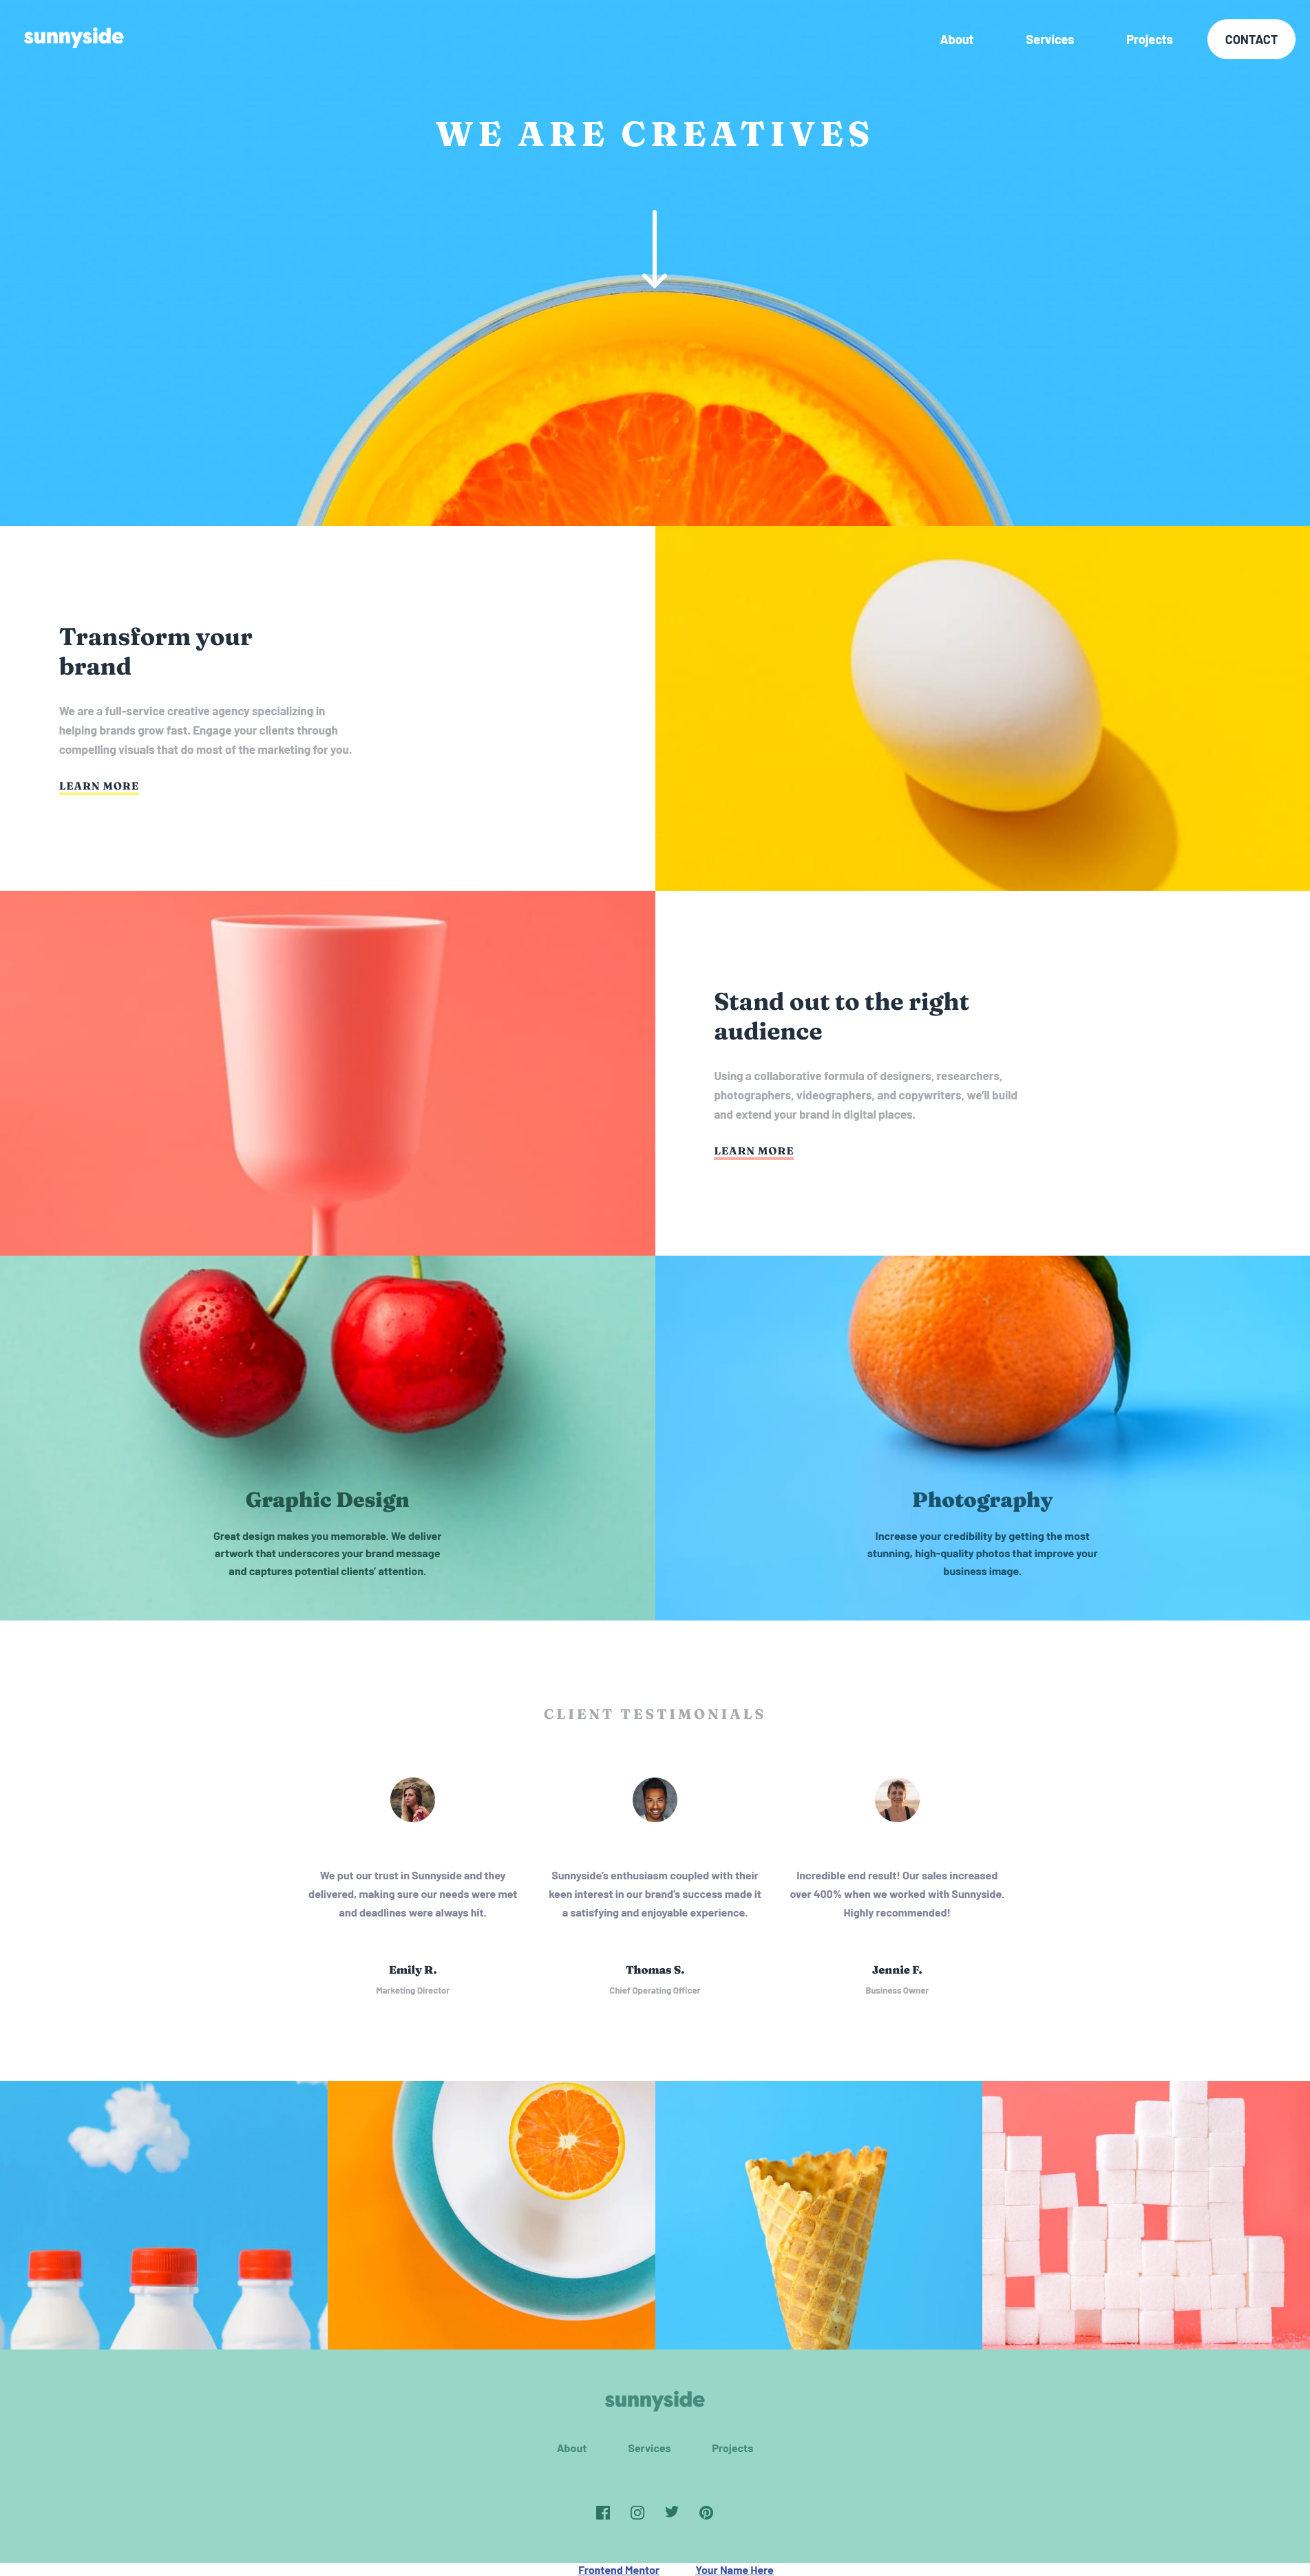 sunnyside
About Services Projects CONTACT
WE ARE CREATIVES
Transform your
brand
We are a full-service creative agency specializing in
helping brands grow fast. Engage your clients through
compelling visuals that do most of the marketing for you.
LEARN MORE
Stand out to the right
audience
Using a collaborative formula of designers, researchers,
photographers, videographers, and copywriters, we'll build
and extend your brand in digital places.
LEARN MORE
Graphic Design
Great design makes you memorable. We deliver
artwork that underscores your brand message
and captures potential clients' attention.
Photography
Increase your credibility by getting the most
stunning, high-quality photos that improve your
business image.
CLIENT TESTIMONIALS
We put our trust in Sunnyside and they
delivered, making sure our needs were met
and deadlines were always hit.
Emily R.
Marketing Director
Sunnyside's enthusiasm coupled with their
keen interest in our brand's success made it
a satisfying and enjoyable experience.
Thomas S.
Chief Operating Officer
Incredible end result! Our sales increased
over 400% when we worked with Sunnyside.
Highly recommended!
Jennie F.
Business Owner
sunnyside
About Services Projects
Frontend Mentor Your Name Here